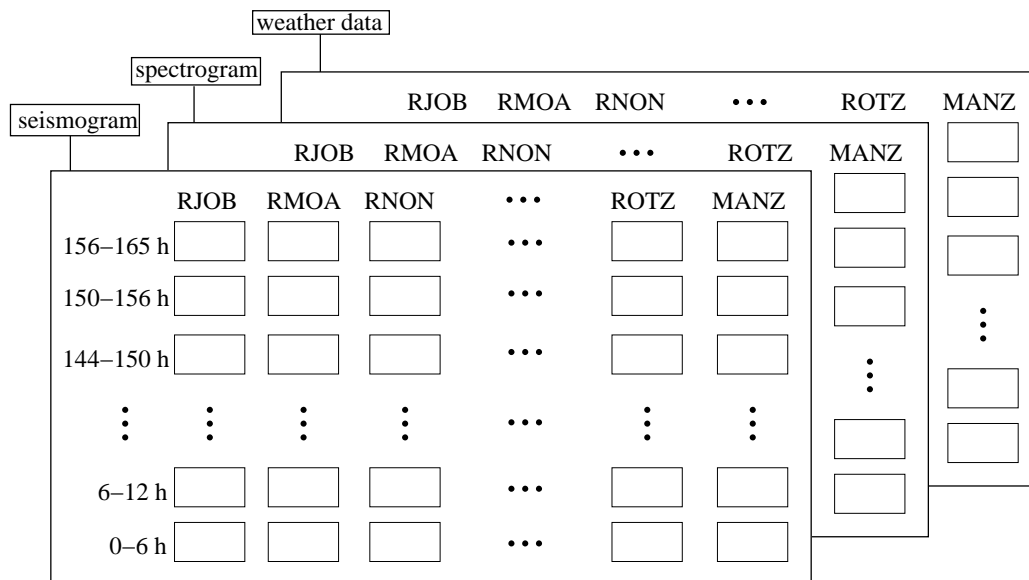 weather data
spectrogram
seismogram
RJOB RMOA RNON ••• ROTZ MANZ
RJOB RMOA RNON ••• ROTZ MANZ
RJOB RMOA RNON ••• ROTZ MANZ
156–165 h •••
150–156 h •••
144–150 h •••
6–12 h •••
0–6 h •••